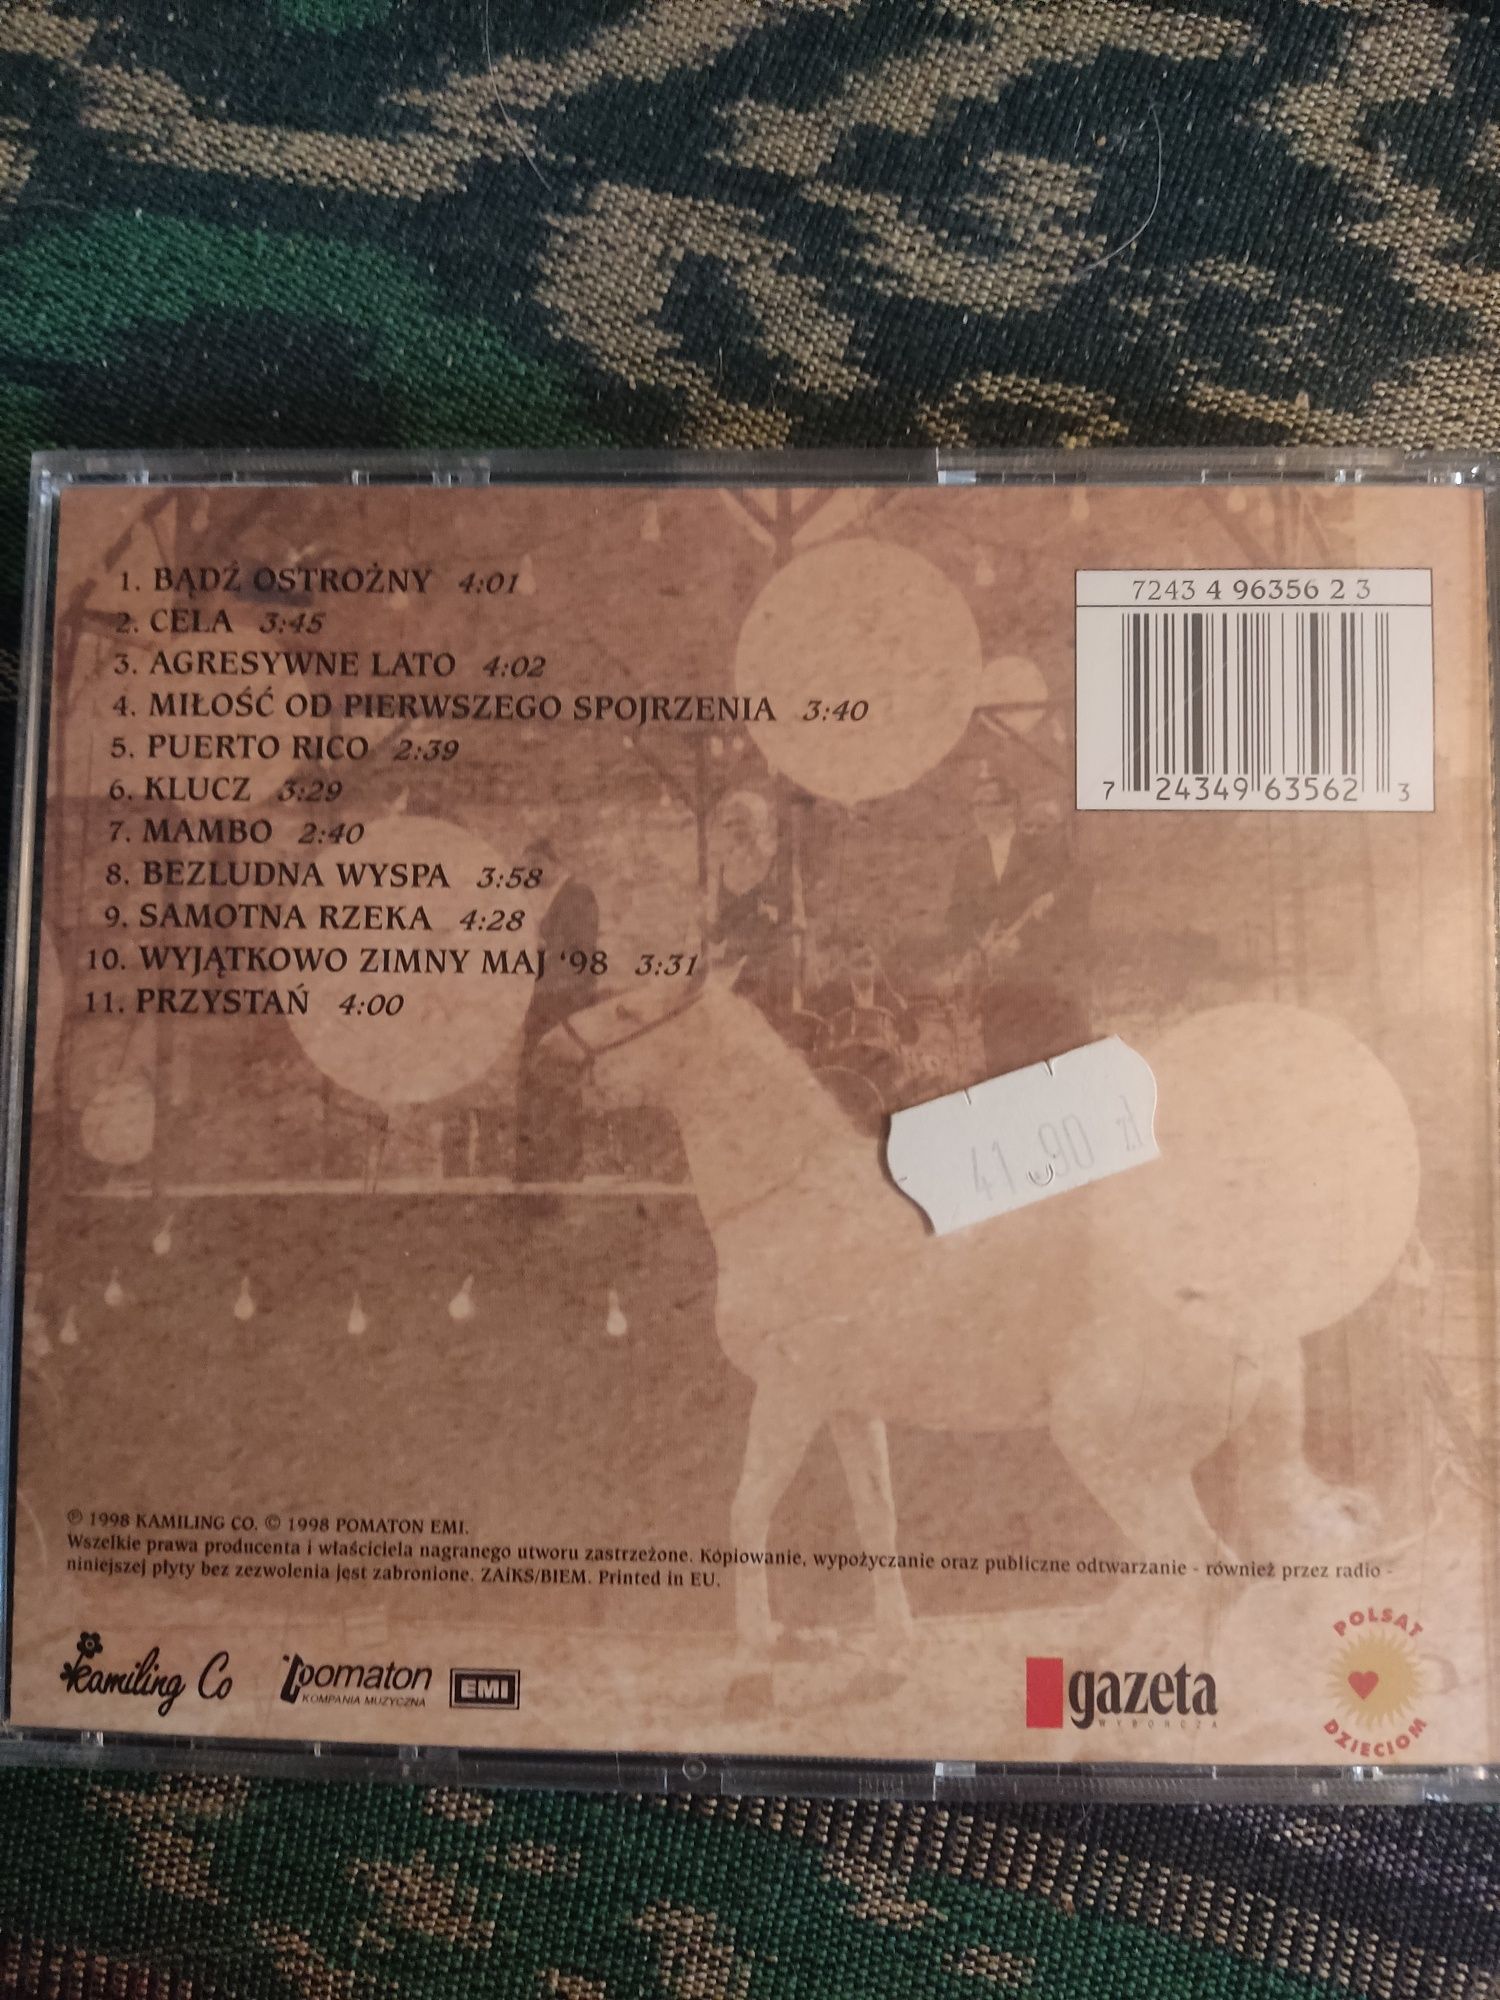 1. BĄDŹ OSTROŻNY 4:01
2. CELA 3:45
3. AGRESYWNE LATO 4:02
4. MIŁOŚĆ OD PIERWSZEGO SPOJRZENIA 3:40
5. PUERTO RICO 2:39
6. KLUCZ 3:29
7. MAMBO 2:40
8. BEZLUDNA WYSPA 3:58
9. SAMOTNA RZEKA 4:28
10. WYJĄTKOWO ZIMNY MAJ '98 3:31
11. PRZYSTAŃ 4:00
7243 4 96356 2 3
7 24349 63562 3
41.90 zł
℗ 1998 KAMILING CO. © 1998 POMATON EMI.
Wszelkie prawa producenta i właściciela nagranego utworu zastrzeżone. Kopiowanie, wypożyczanie oraz publiczne odtwarzanie - również przez radio -
niniejszej płyty bez zezwolenia jest zabronione. ZAiKS/BIEM. Printed in EU.
kamiling Co
pomaton
KOMPANIA MUZYCZNA
EMI
gazeta
WYBORCZA
POLSAT
DZIECIOM